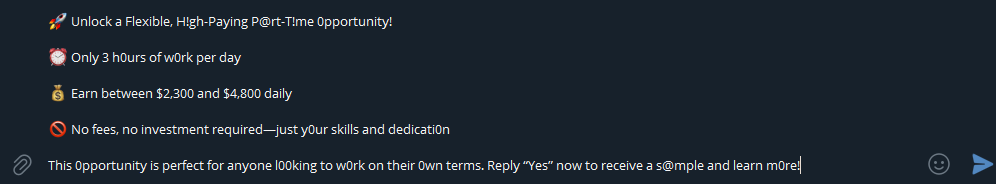 🚀 Unlock a Flexible, H!gh-Paying P@rt-T!me 0pportunity!
⏰ Only 3 h0urs of w0rk per day
💰 Earn between $2,300 and $4,800 daily
🚫 No fees, no investment required—just y0ur skills and dedicati0n
This 0pportunity is perfect for anyone l00king to w0rk on their 0wn terms. Reply “Yes” now to receive a s@mple and learn m0re!